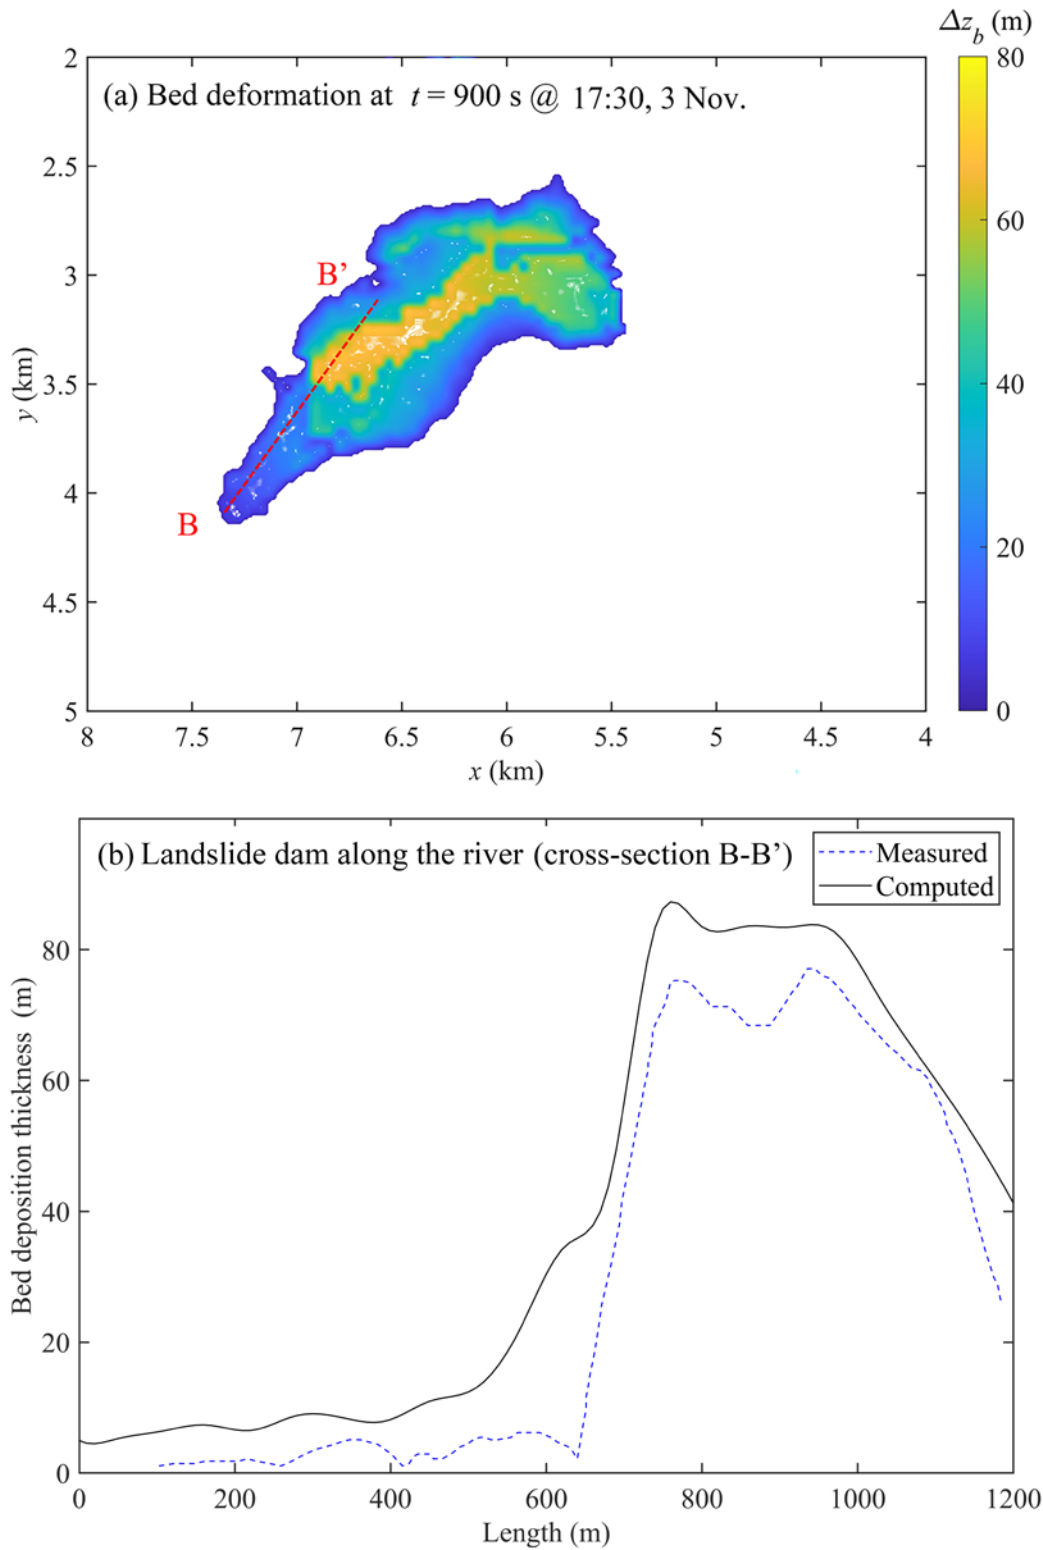 Δz_b (m)
(a) Bed deformation at t = 900 s @ 17:30, 3 Nov.
80
60
40
20
0
2
2.5
3
3.5
4
4.5
5
y (km)
B’
B
8 7.5 7 6.5 6 5.5 5 4.5 4
x (km)
(b) Landslide dam along the river (cross-section B-B’)
Measured
Computed
80
60
40
20
0
Bed deposition thickness (m)
0 200 400 600 800 1000 1200
Length (m)